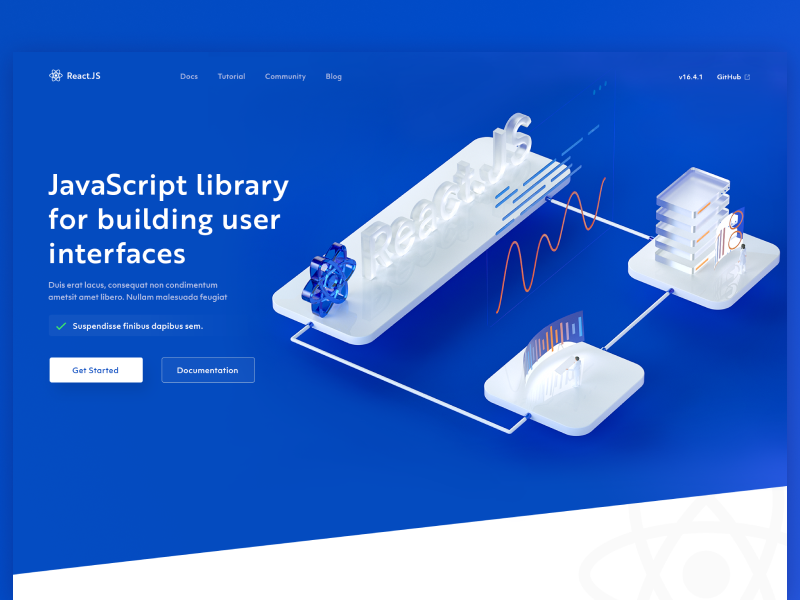 React.JS
Docs Tutorial Community Blog
v16.4.1 GitHub
JavaScript library
for building user
interfaces
Duis erat lacus, consequat non condimentum
ametsit amet libero. Nullam malesuada feugiat
Suspendisse finibus dapibus sem.
Get Started Documentation
React.JS